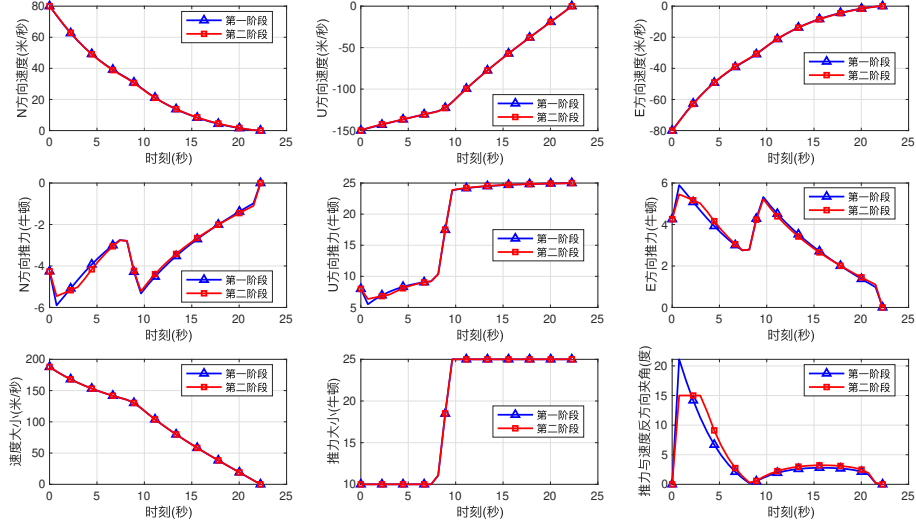 80
60
40
20
0
N方向速度(米/秒)
第一阶段
第二阶段
0 5 10 15 20 25
时刻(秒)
0
-50
-100
-150
U方向速度(米/秒)
第一阶段
第二阶段
0 5 10 15 20 25
时刻(秒)
0
-20
-40
-60
-80
E方向速度(米/秒)
第一阶段
第二阶段
0 5 10 15 20 25
时刻(秒)
0
-2
-4
-6
N方向推力(牛顿)
第一阶段
第二阶段
0 5 10 15 20 25
时刻(秒)
25
20
15
10
5
U方向推力(牛顿)
第一阶段
第二阶段
0 5 10 15 20 25
时刻(秒)
6
4
2
0
E方向推力(牛顿)
第一阶段
第二阶段
0 5 10 15 20 25
时刻(秒)
200
150
100
50
0
速度大小(米/秒)
第一阶段
第二阶段
0 5 10 15 20 25
时刻(秒)
25
20
15
10
推力大小(牛顿)
第一阶段
第二阶段
0 5 10 15 20 25
时刻(秒)
20
15
10
5
0
推力与速度反方向夹角(度)
第一阶段
第二阶段
0 5 10 15 20 25
时刻(秒)